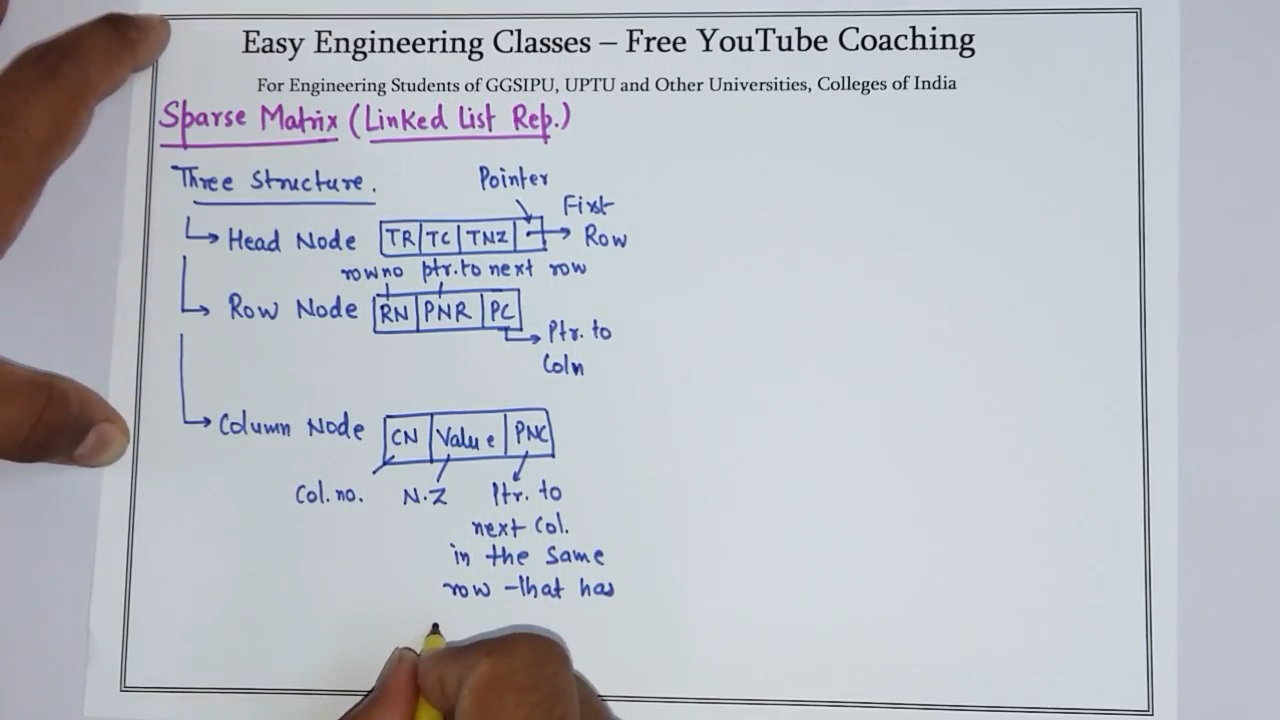 Easy Engineering Classes – Free YouTube Coaching
For Engineering Students of GGSIPU, UPTU and Other Universities, Colleges of India
Sparse Matrix (Linked List Rep.)
Three Structure.
Pointer
First
Row
Head Node TR TC TNZ
row no ptr. to next row
Row Node RN PNR PC
Ptr. to
Coln
Column Node CN Value PNC
Col. no. N.Z Ptr. to
next Col.
in the same
row that has